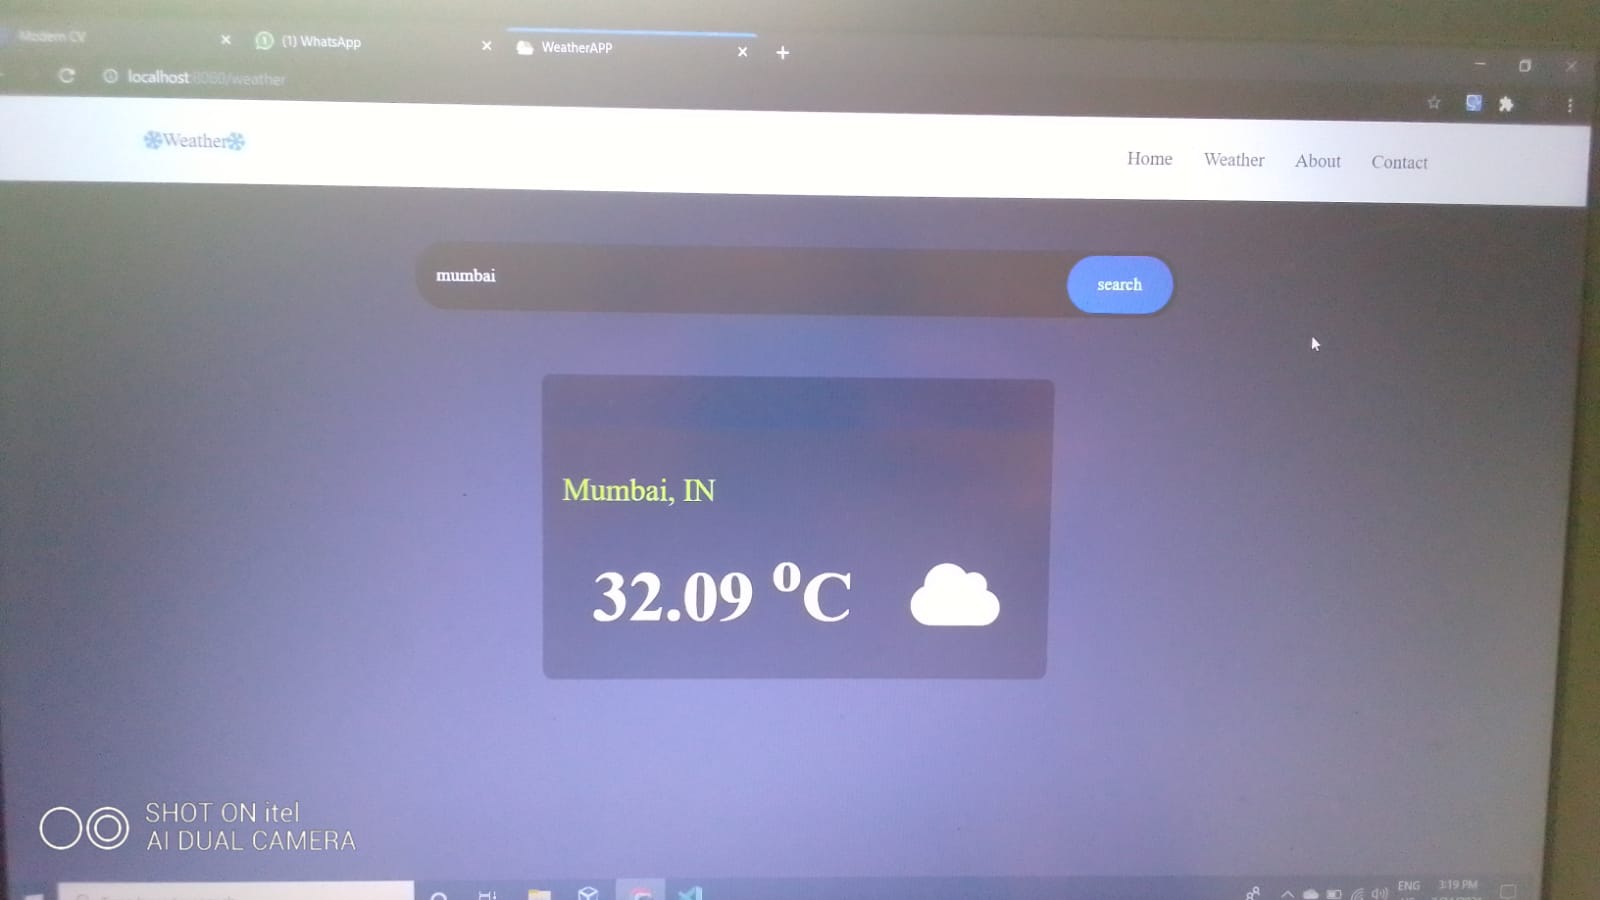 Modern CV
(1) WhatsApp
WeatherAPP
localhost:8080/weather
❄Weather❄
Home Weather About Contact
mumbai
search
Mumbai, IN
32.09 °C
SHOT ON itel
AI DUAL CAMERA
ENG 3:19 PM